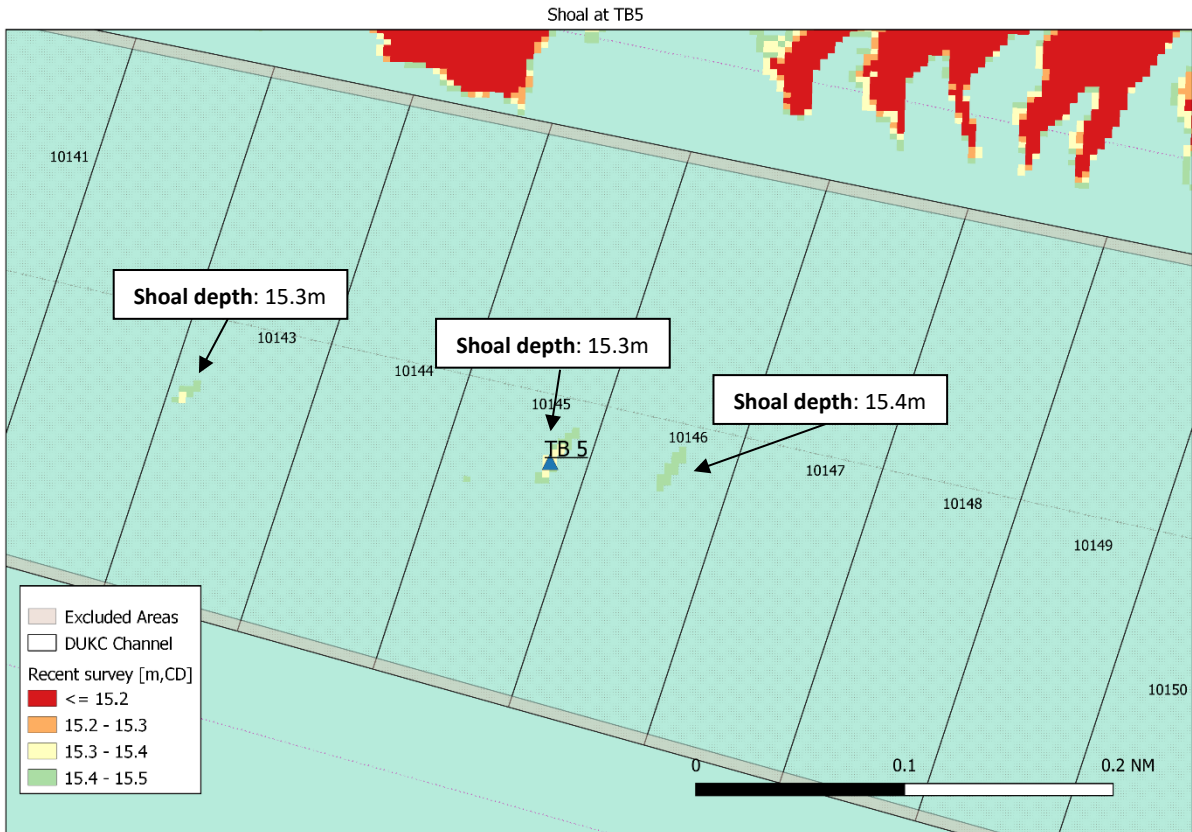 Shoal at TB5
10141
Shoal depth: 15.3m
10143
Shoal depth: 15.3m
10144
Shoal depth: 15.4m
10145
10146
TB 5
10147
10148
10149
10150
Excluded Areas
DUKC Channel
Recent survey [m,CD]
<= 15.2
15.2 - 15.3
15.3 - 15.4
15.4 - 15.5
0 0.1 0.2 NM